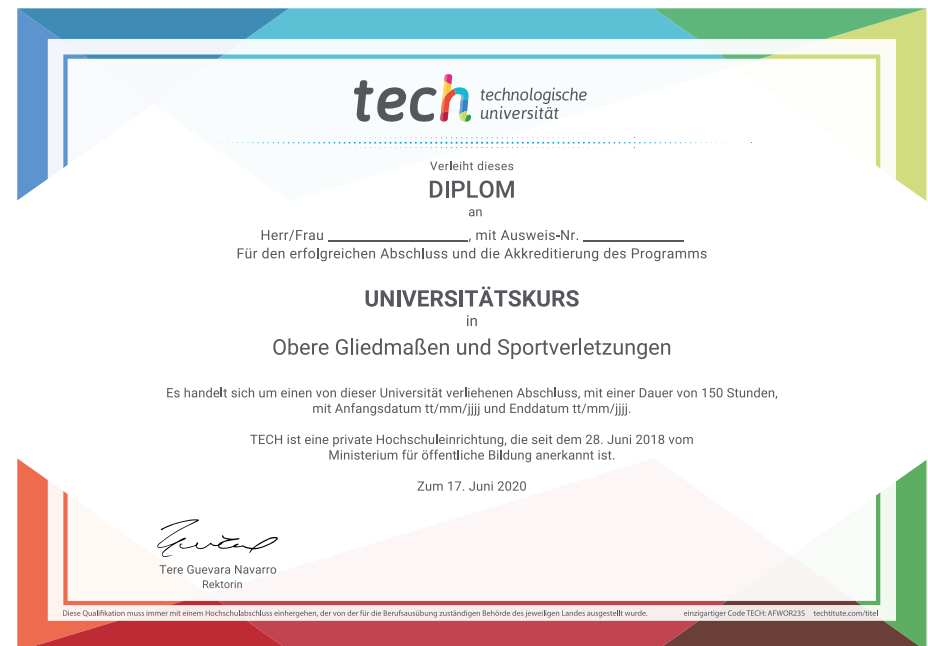 tech technologische
universität
Verleiht dieses
DIPLOM
an
Herr/Frau ____________, mit Ausweis-Nr. ____________
Für den erfolgreichen Abschluss und die Akkreditierung des Programms
UNIVERSITÄTSKURS
in
Obere Gliedmaßen und Sportverletzungen
Es handelt sich um einen von dieser Universität verliehenen Abschluss, mit einer Dauer von 150 Stunden,
mit Anfangsdatum tt/mm/jjjj und Enddatum tt/mm/jjjj.
TECH ist eine private Hochschuleinrichtung, die seit dem 28. Juni 2018 vom
Ministerium für öffentliche Bildung anerkannt ist.
Zum 17. Juni 2020
Tere Guevara Navarro
Rektorin
Diese Qualifikation muss immer mit einem Hochschulabschluss einhergehen, der von der für die Berufsausübung zuständigen Behörde des jeweiligen Landes ausgestellt wurde. einzigartiger Code TECH: AFWOR23S techtitute.com/titel